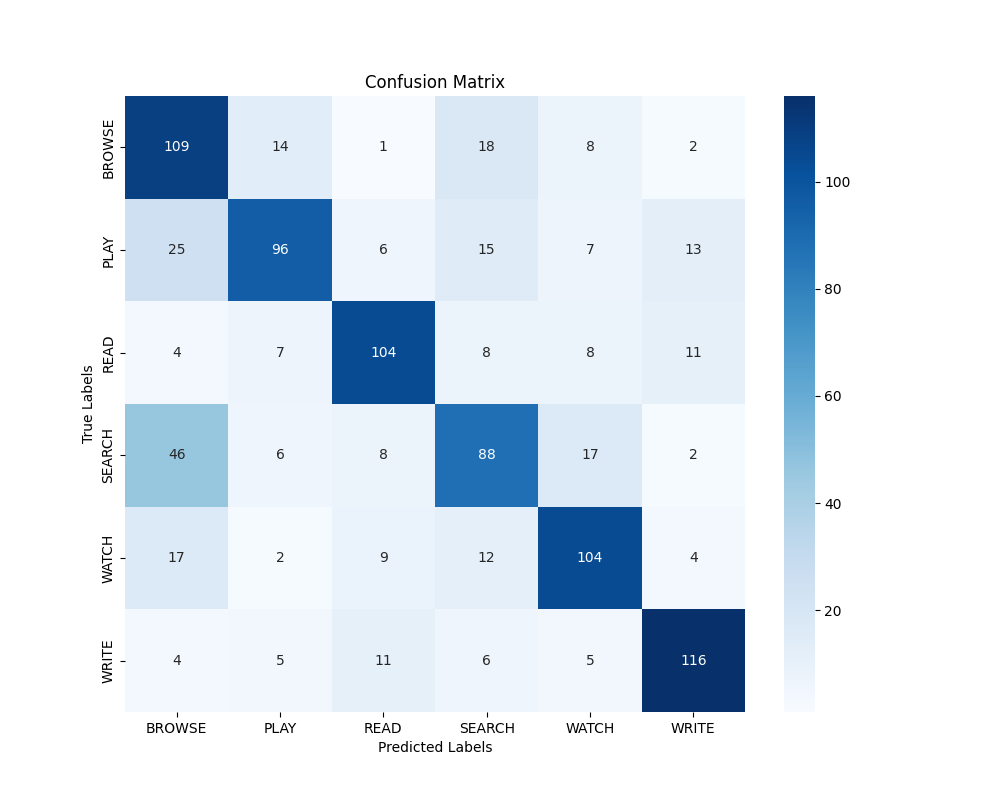 Confusion Matrix
BROWSE 109 14 1 18 8 2
PLAY 25 96 6 15 7 13
READ 4 7 104 8 8 11
SEARCH 46 6 8 88 17 2
WATCH 17 2 9 12 104 4
WRITE 4 5 11 6 5 116
True Labels
BROWSE PLAY READ SEARCH WATCH WRITE
Predicted Labels
100
80
60
40
20